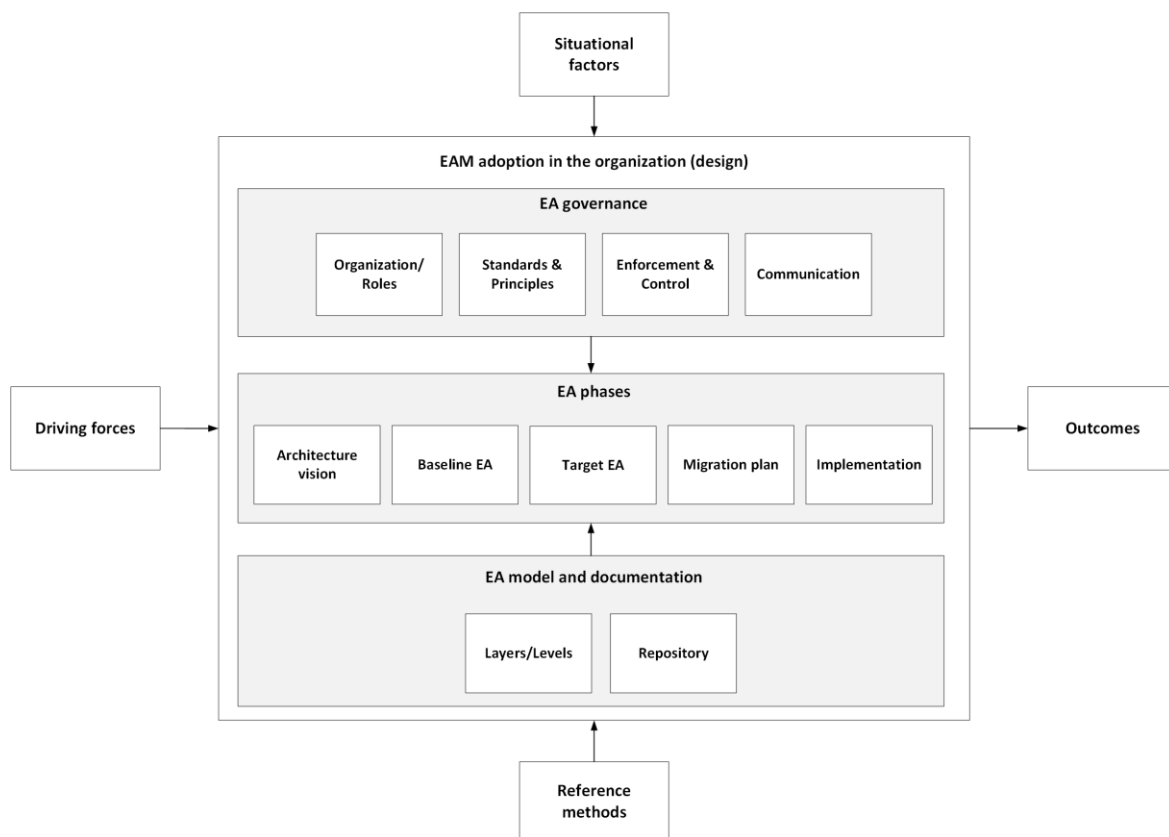 Situational
factors
EAM adoption in the organization (design)
EA governance
Organization/
Roles
Standards &
Principles
Enforcement &
Control
Communication
EA phases
Driving forces
Architecture
vision
Baseline EA
Target EA
Migration plan
Implementation
Outcomes
EA model and documentation
Layers/Levels
Repository
Reference
methods